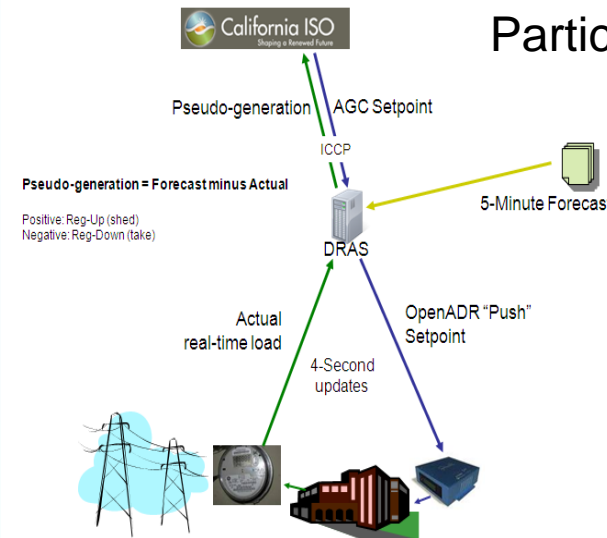 California ISO
Shaping a Renewed Future
Partic
Pseudo-generation
AGC Setpoint
ICCP
Pseudo-generation = Forecast minus Actual
Positive: Reg-Up (shed)
Negative: Reg-Down (take)
5-Minute Forecas
DRAS
Actual
real-time load
OpenADR “Push”
Setpoint
4-Second
updates